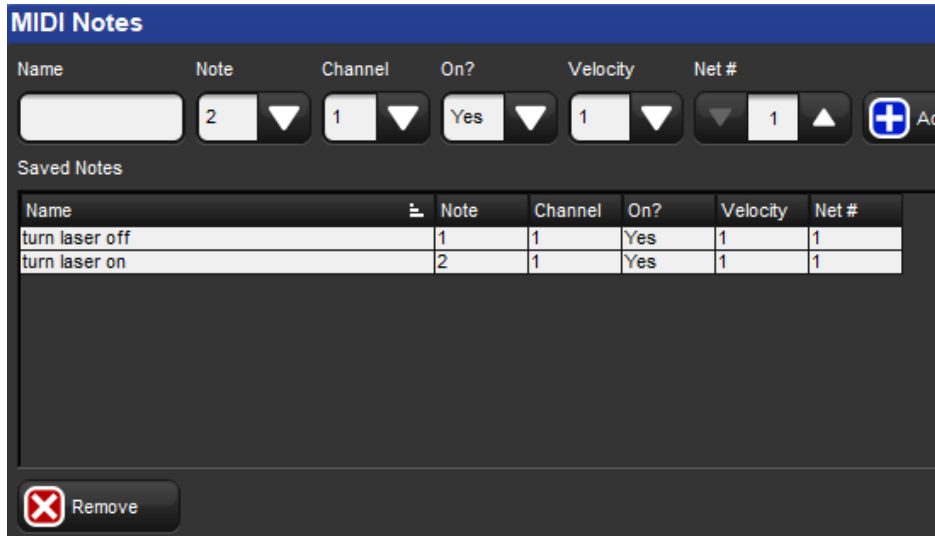 MIDI Notes
Name Note Channel On? Velocity Net #
2 1 Yes 1 1
Saved Notes
Name Note Channel On? Velocity Net #
turn laser off 1 1 Yes 1 1
turn laser on 2 1 Yes 1 1
Remove